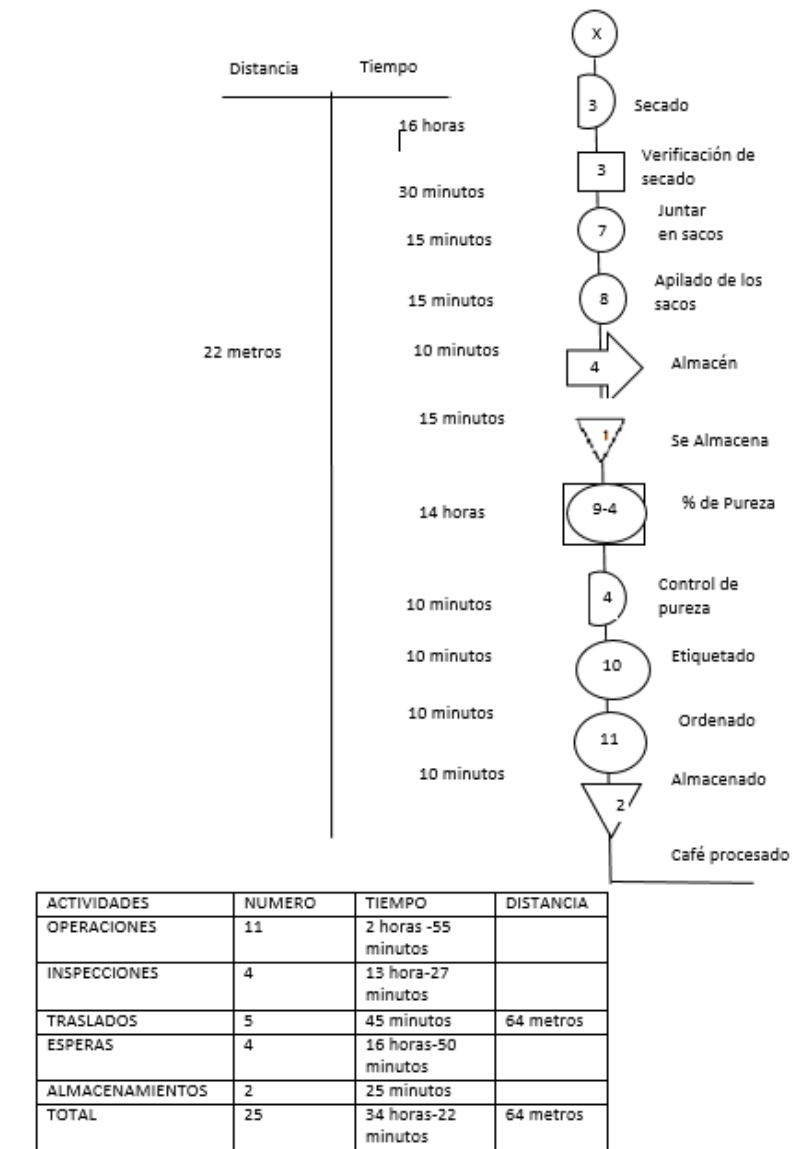 X
Distancia Tiempo
3 Secado
16 horas
3 Verificación de
secado
30 minutos
7 Juntar
en sacos
15 minutos
8 Apilado de los
sacos
15 minutos
22 metros 10 minutos 4 Almacén
15 minutos 1 Se Almacena
14 horas 9-4 % de Pureza
10 minutos 4 Control de
pureza
10 minutos 10 Etiquetado
10 minutos 11 Ordenado
10 minutos 2 Almacenado
Café procesado
ACTIVIDADES NUMERO TIEMPO DISTANCIA
OPERACIONES 11 2 horas -55
minutos
INSPECCIONES 4 13 hora-27
minutos
TRASLADOS 5 45 minutos 64 metros
ESPERAS 4 16 horas-50
minutos
ALMACENAMIENTOS 2 25 minutos
TOTAL 25 34 horas-22 64 metros
minutos